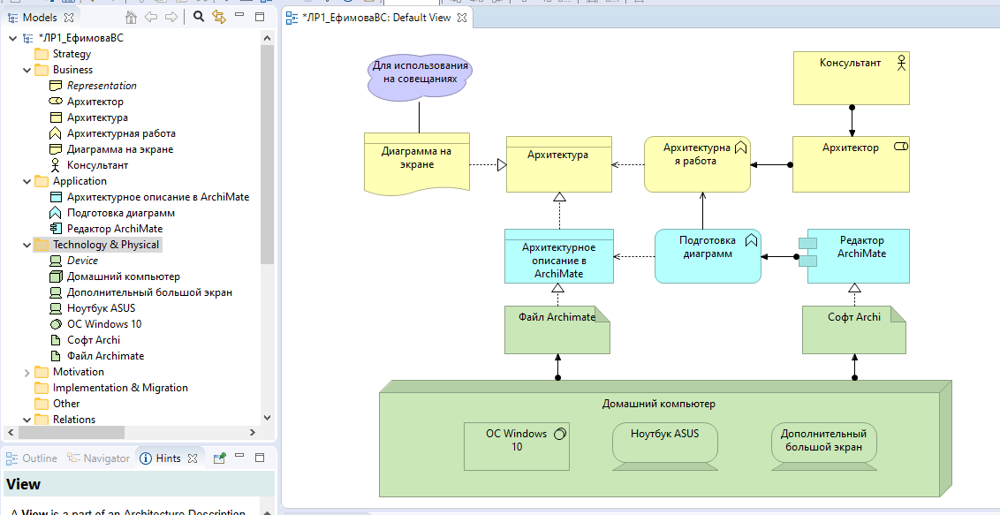 Models
*ЛР1_ЕфимоваВС
Strategy
Business
Representation
Архитектор
Архитектура
Архитектурная работа
Диаграмма на экране
Консультант
Application
Архитектурное описание в ArchiMate
Подготовка диаграмм
Редактор ArchiMate
Technology & Physical
Device
Домашний компьютер
Дополнительный большой экран
Ноутбук ASUS
ОС Windows 10
Софт Archi
Файл Archimate
Motivation
Implementation & Migration
Other
Relations
Outline
Navigator
Hints
View
A View is a part of an Architecture Description
*ЛР1_ЕфимоваВС: Default View
Для использования
на совещаниях
Консультант
Диаграмма на
экране
Архитектура
Архитектурна
я работа
Архитектор
Архитектурное
описание в
ArchiMate
Подготовка
диаграмм
Редактор
ArchiMate
Файл Archimate
Софт Archi
Домашний компьютер
ОС Windows
10
Ноутбук ASUS
Дополнительный
большой экран